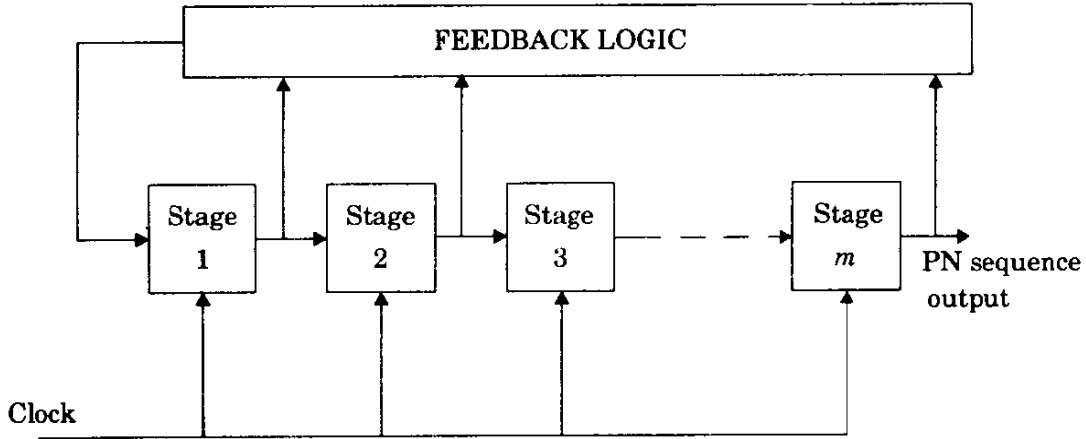 FEEDBACK LOGIC
Stage
1
Stage
2
Stage
3
Stage
m
PN sequence
output
Clock